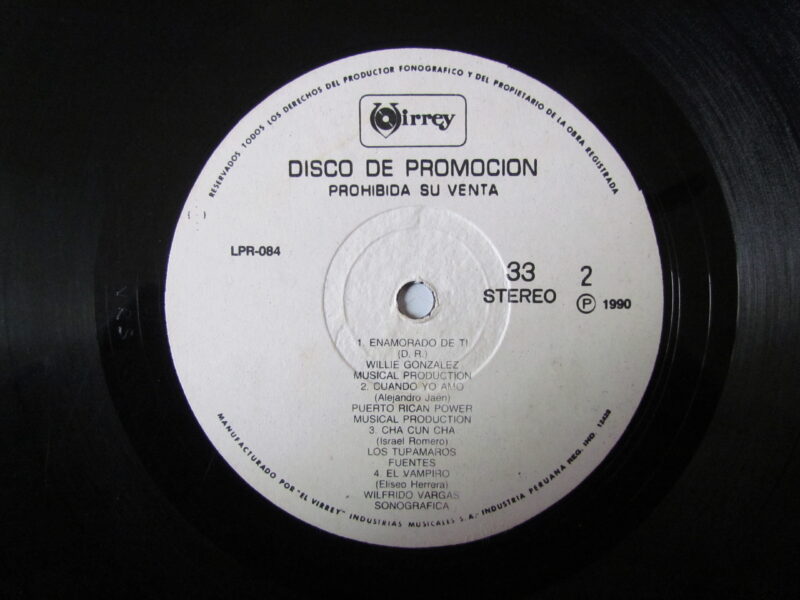 RESERVADOS TODOS LOS DERECHOS DEL PRODUCTOR FONOGRAFICO Y DEL PROPIETARIO DE LA OBRA REGISTRADA
Virrey
DISCO DE PROMOCION
PROHIBIDA SU VENTA
LPR-084
33 2
STEREO Ⓟ 1990
1. ENAMORADO DE TI
(D. R.)
WILLIE GONZALEZ
MUSICAL PRODUCTION
2. CUANDO YO AMO
(Alejandro Jaén)
PUERTO RICAN POWER
MUSICAL PRODUCTION
3. CHA CUN CHA
(Israel Romero)
LOS TUPAMAROS
FUENTES
4. EL VAMPIRO
(Eliseo Herrera)
WILFRIDO VARGAS
SONOGRAFICA
MANUFACTURADO POR "EL VIRREY" INDUSTRIAS MUSICALES S.A.- INDUSTRIA PERUANA REG. IND 13428